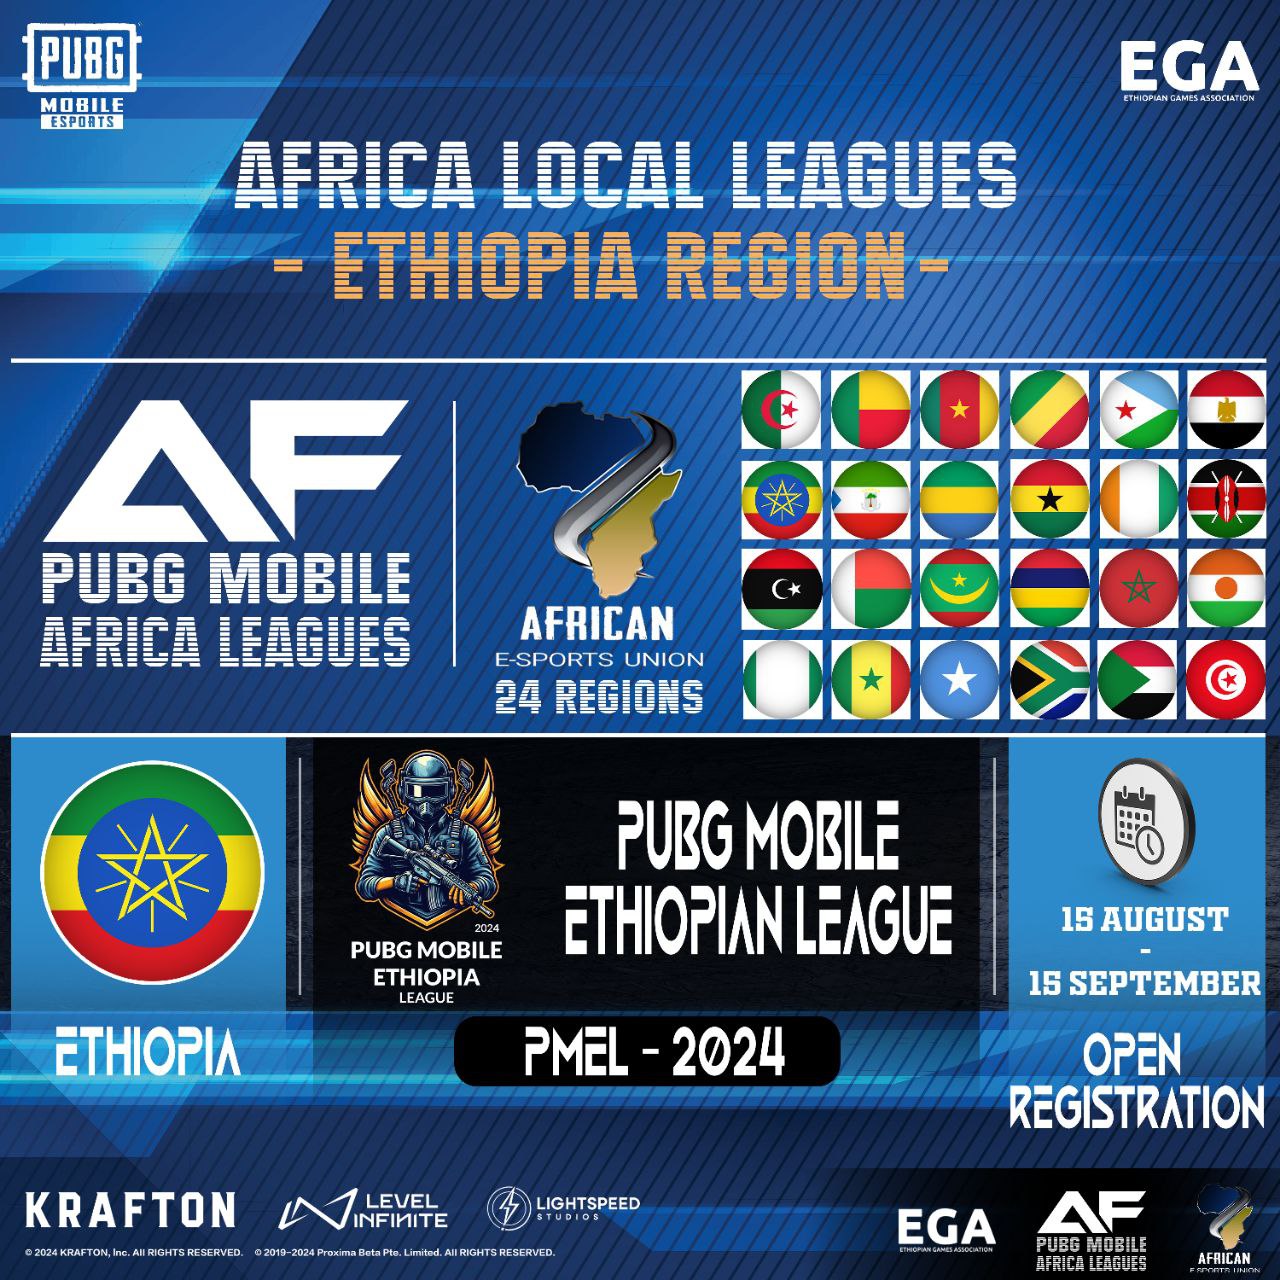 PUBG
MOBILE
ESPORTS
EGA
ETHIOPIAN GAMES ASSOCIATION
AFRICA LOCAL LEAGUES
- ETHIOPIA REGION -
AF
PUBG MOBILE
AFRICA LEAGUES
AFRICAN
E-SPORTS UNION
24 REGIONS
2024
PUBG MOBILE
ETHIOPIA
LEAGUE
PUBG MOBILE
ETHIOPIAN LEAGUE
15 AUGUST
-
15 SEPTEMBER
ETHIOPIA
PMEL - 2024
OPEN
REGISTRATION
KRAFTON
LEVEL
INFINITE
LIGHTSPEED
STUDIOS
© 2024 KRAFTON, Inc. All RIGHTS RESERVED.
© 2019-2024 Proxima Beta Pte. Limited. All RIGHTS RESERVED.
EGA
ETHIOPIAN GAMES ASSOCIATION
AF
PUBG MOBILE
AFRICA LEAGUES
AFRICAN
E-SPORTS UNION